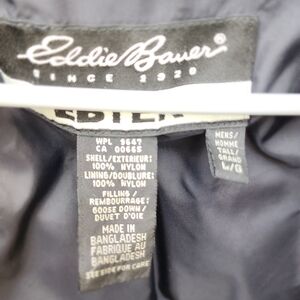 Eddie Bauer®
SINCE 1920
EBTEK
WPL 9647
CA 00665
SHELL/EXTERIEUR:
100% NYLON
LINING/DOUBLURE:
100% NYLON
FILLING/
REMBOURRAGE:
GOOSE DOWN/
DUVET D'OIE
MADE IN
BANGLADESH
FABRIQUE AU
BANGLADESH
SEE SIDE FOR CARE
MENS/
HOMME
TALL/
GRAND
L/G